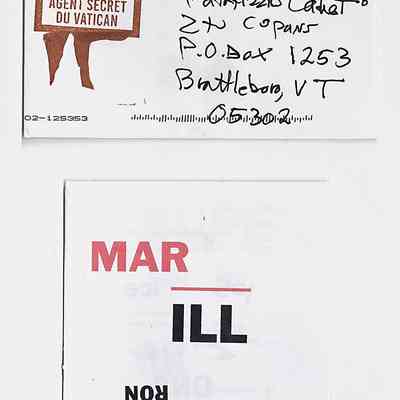 AGENT SECRET
DU VATICAN
Z+N Copans
P.O. Box 1253
Brattleboro, VT
05302
02-125353
MAR
ILL
RON